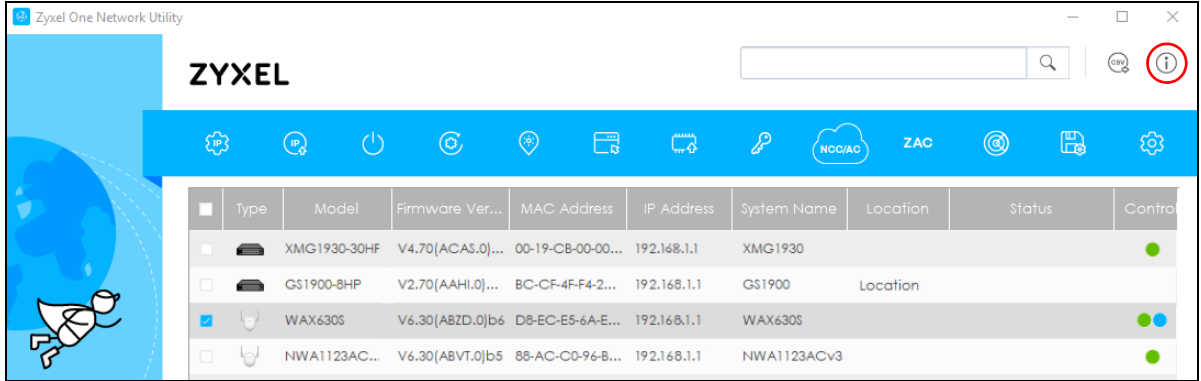 Zyxel One Network Utility
ZYXEL
CSV
IP IP NCC/AC ZAC
Type Model Firmware Ver... MAC Address IP Address System Name Location Status Control
XMG1930-30HP V4.70(ACAS.0)... 00-19-CB-00-00... 192.168.1.1 XMG1930
GS1900-8HP V2.70(AAHI.0)... BC-CF-4F-F4-2... 192.168.1.1 GS1900 Location
WAX630S V6.30(ABZD.0)b6 D8-EC-E5-6A-E... 192.168.1.1 WAX630S
NWA1123AC... V6.30(ABVT.0)b5 88-AC-C0-96-B... 192.168.1.1 NWA1123ACv3